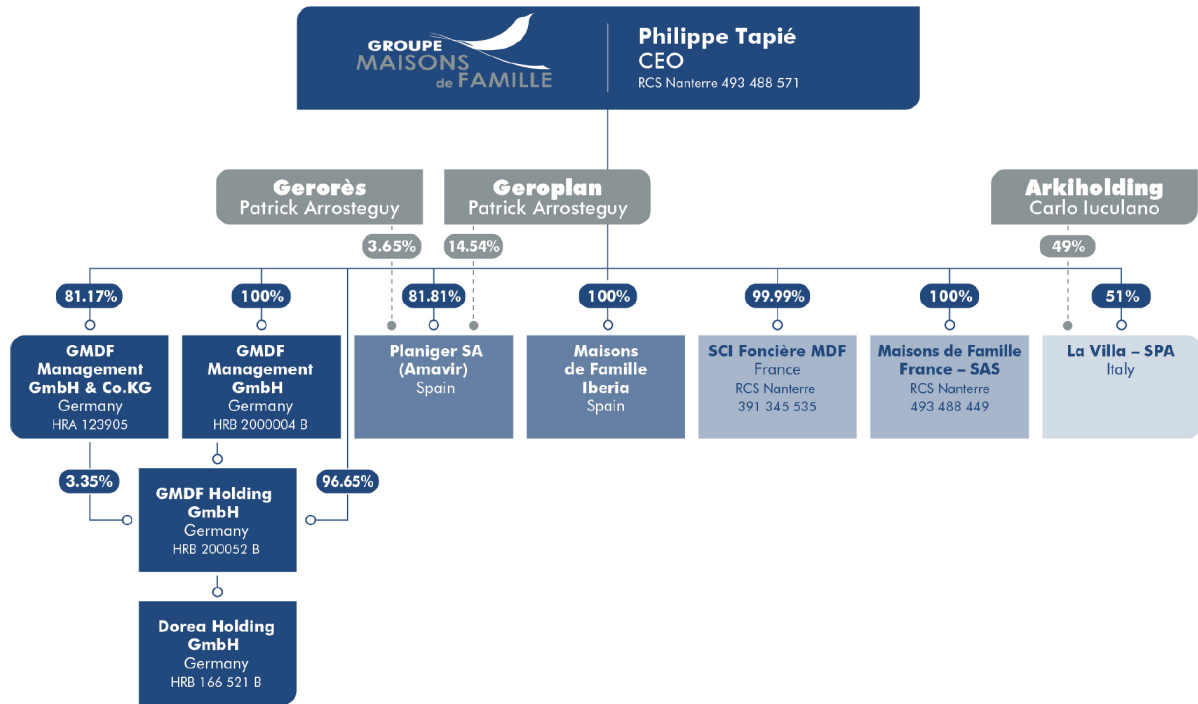 GROUPE
MAISONS
de FAMILLE
Philippe Tapié
CEO
RCS Nanterre 493 488 571
Gerorès
Patrick Arrosteguy
Geroplan
Patrick Arrosteguy
Arkiholding
Carlo Iuculano
3.65%
14.54%
49%
81.17%
100%
81.81%
100%
99.99%
100%
51%
GMDF
Management
GmbH & Co.KG
Germany
HRA 123905
GMDF
Management
GmbH
Germany
HRB 2000004 B
Planiger SA
(Amavir)
Spain
Maisons
de Famille
Iberia
Spain
SCI Foncière MDF
France
RCS Nanterre
391 345 535
Maisons de Famille
France – SAS
RCS Nanterre
493 488 449
La Villa – SPA
Italy
3.35%
96.65%
GMDF Holding
GmbH
Germany
HRB 200052 B
Dorea Holding
GmbH
Germany
HRB 166 521 B